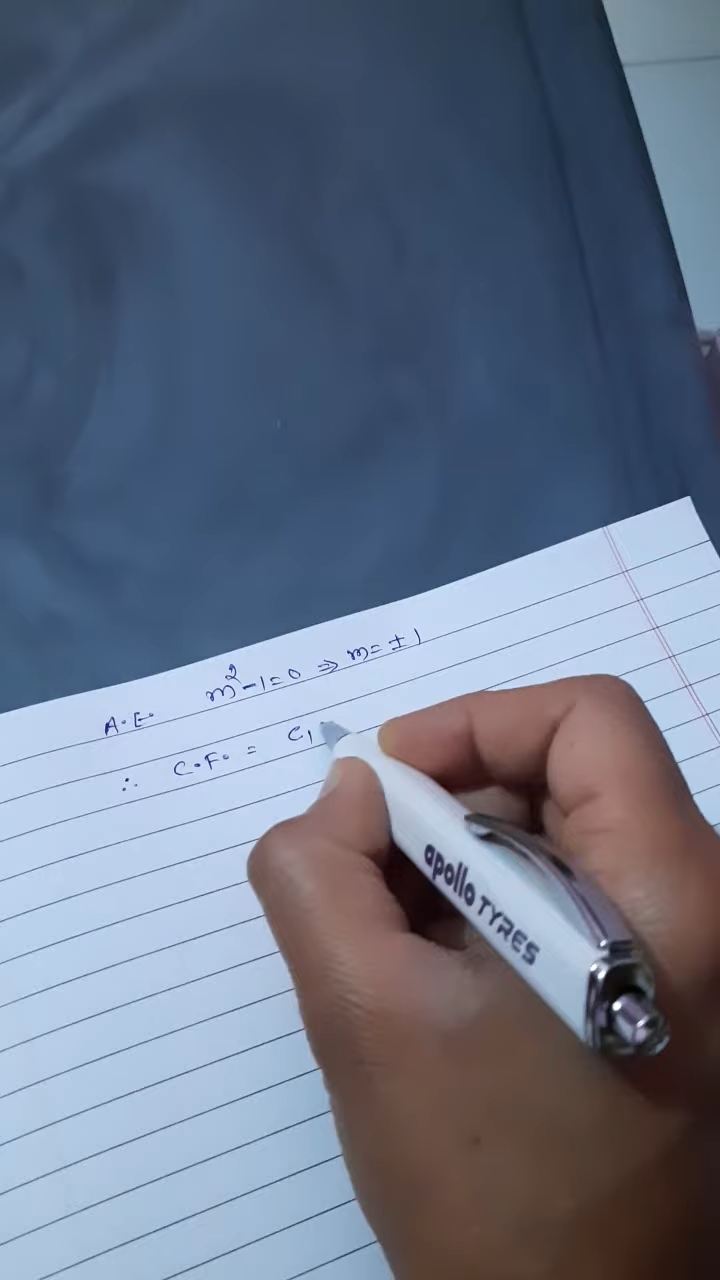 A.E. m²-1=0 ⇒ m=±1
∴ C.F. = C₁
apollo TYRES